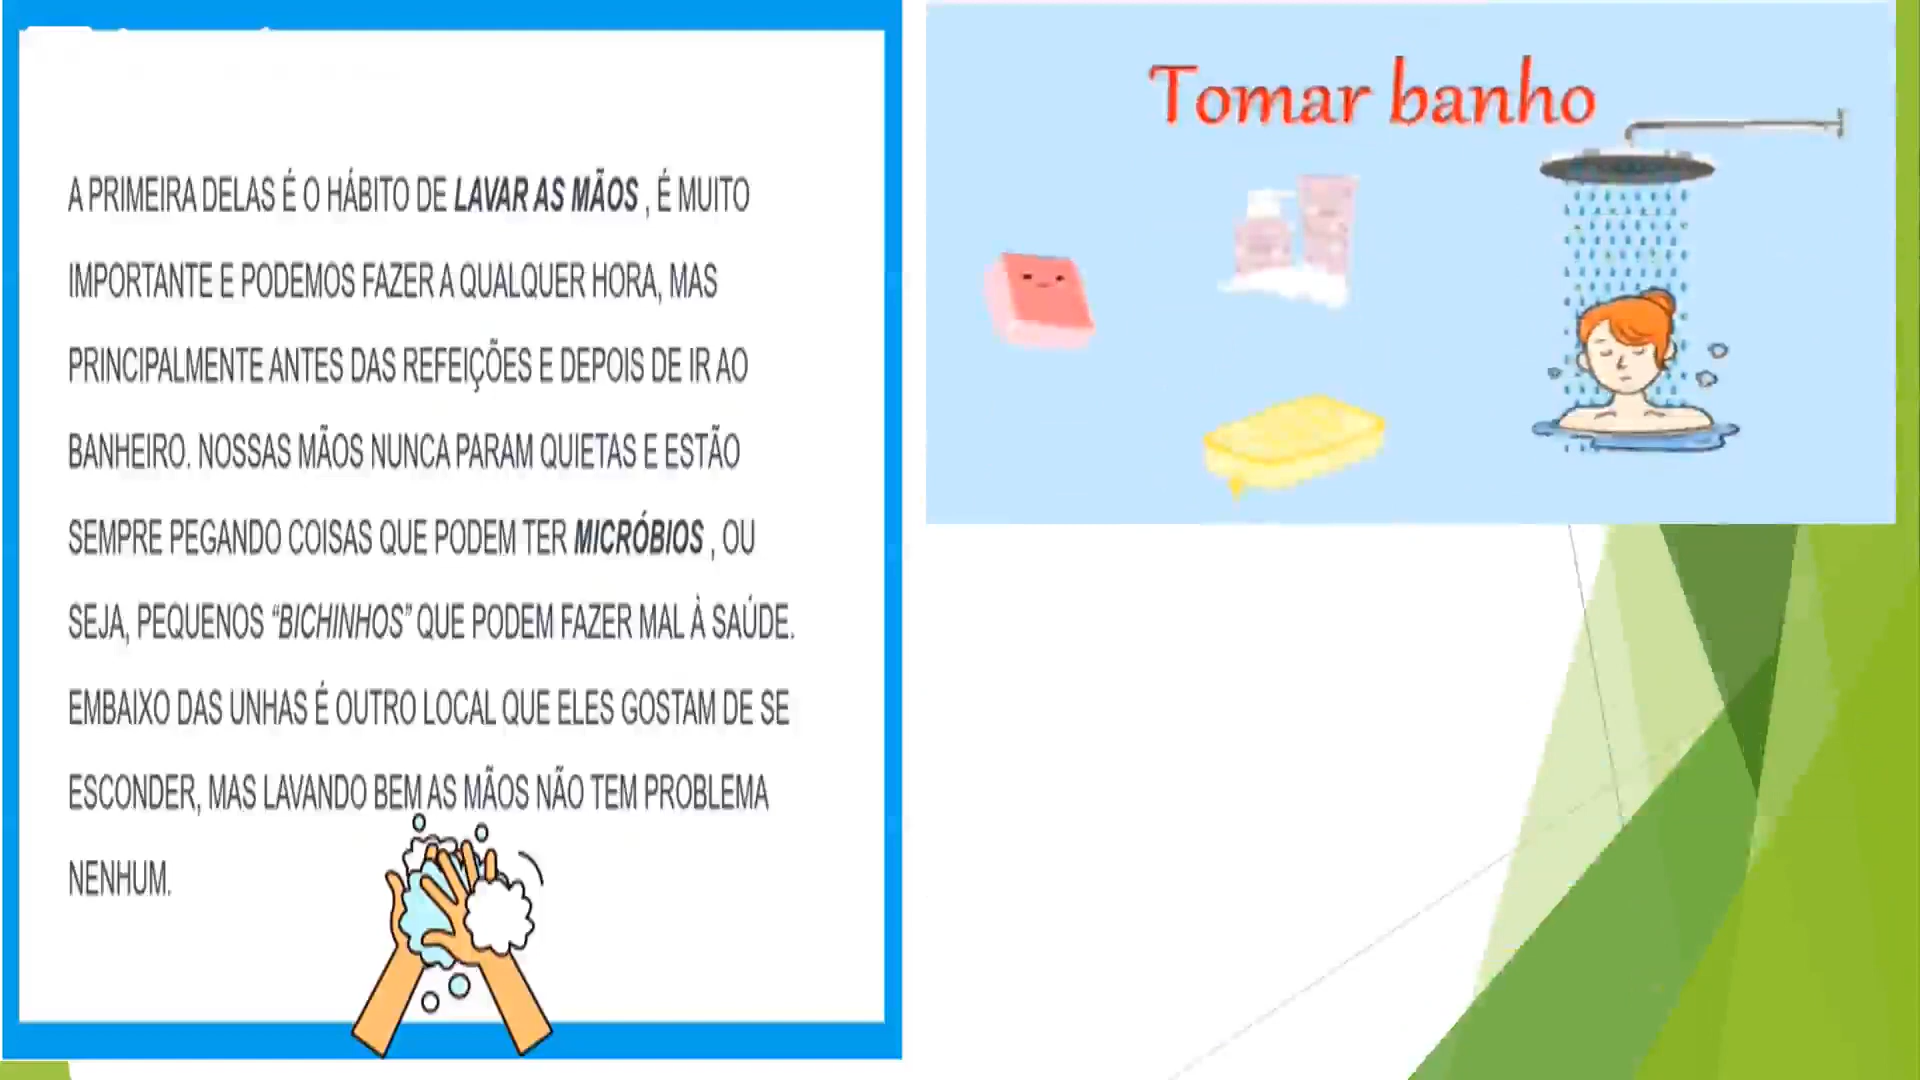 A PRIMEIRA DELAS É O HÁBITO DE LAVAR AS MÃOS , É MUITO
IMPORTANTE E PODEMOS FAZER A QUALQUER HORA, MAS
PRINCIPALMENTE ANTES DAS REFEIÇÕES E DEPOIS DE IR AO
BANHEIRO. NOSSAS MÃOS NUNCA PARAM QUIETAS E ESTÃO
SEMPRE PEGANDO COISAS QUE PODEM TER MICRÓBIOS , OU
SEJA, PEQUENOS “BICHINHOS” QUE PODEM FAZER MAL À SAÚDE.
EMBAIXO DAS UNHAS É OUTRO LOCAL QUE ELES GOSTAM DE SE
ESCONDER, MAS LAVANDO BEM AS MÃOS NÃO TEM PROBLEMA
NENHUM.
Tomar banho